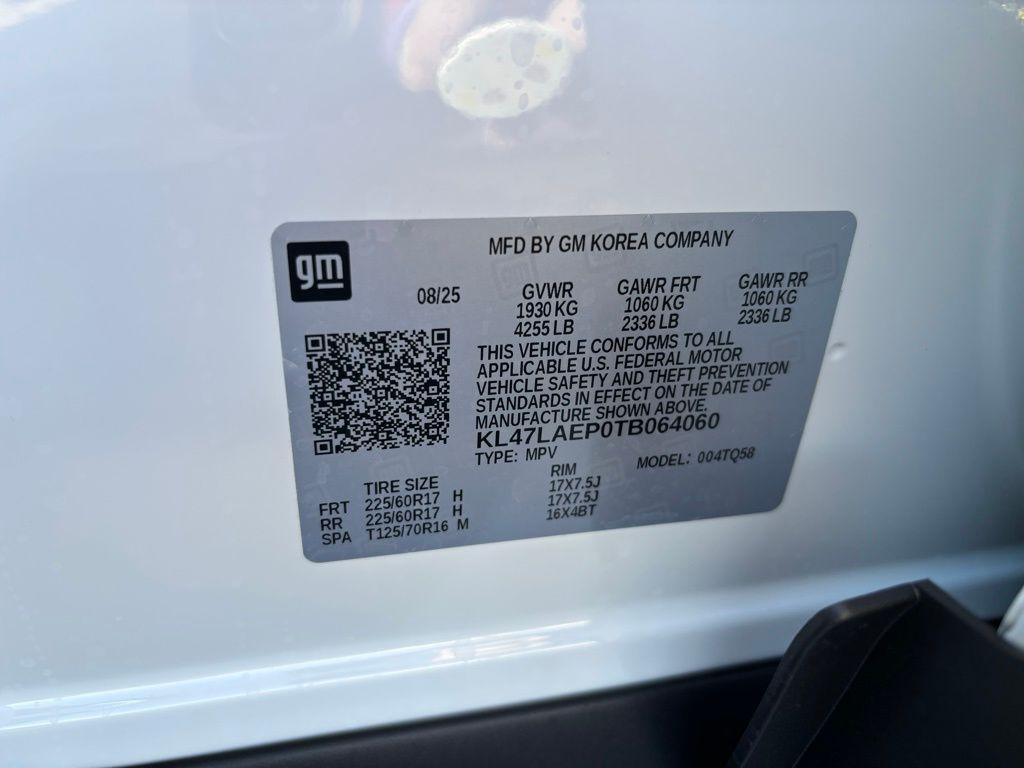 gm
MFD BY GM KOREA COMPANY
08/25
GVWR GAWR FRT GAWR RR
1930 KG 1060 KG 1060 KG
4255 LB 2336 LB 2336 LB
THIS VEHICLE CONFORMS TO ALL
APPLICABLE U.S. FEDERAL MOTOR
VEHICLE SAFETY AND THEFT PREVENTION
STANDARDS IN EFFECT ON THE DATE OF
MANUFACTURE SHOWN ABOVE.
KL47LAEP0TB064060
TYPE: MPV MODEL: 004TQ58
TIRE SIZE RIM
FRT 225/60R17 H 17X7.5J
RR 225/60R17 H 17X7.5J
SPA T125/70R16 M 16X4BT